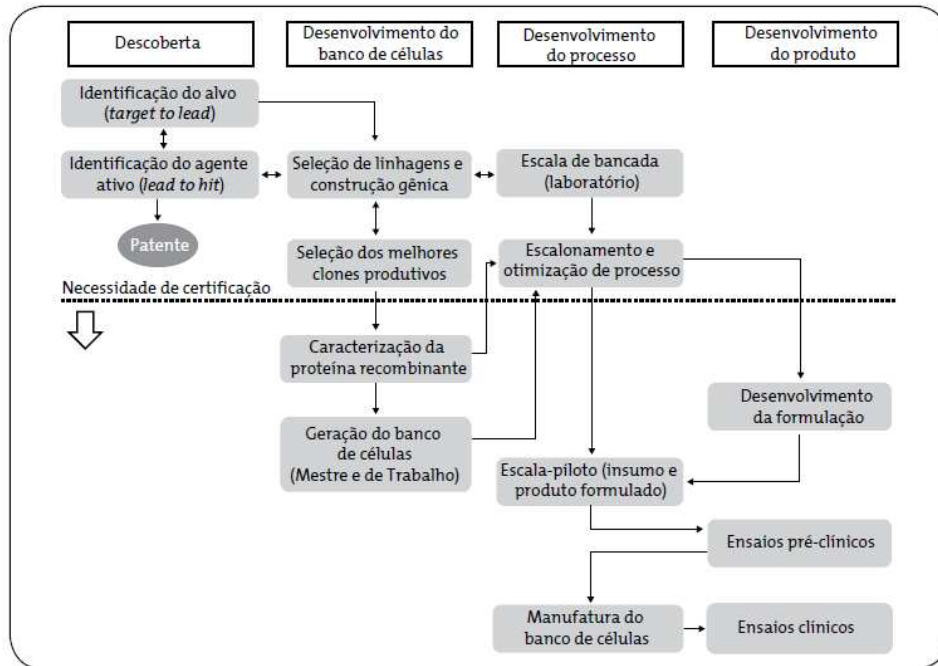 Descoberta
Desenvolvimento do
banco de células
Desenvolvimento
do processo
Desenvolvimento
do produto
Identificação do alvo
(target to lead)
Identificação do agente
ativo (lead to hit)
Seleção de linhagens e
construção gênica
Escala de bancada
(laboratório)
Patente
Seleção dos melhores
clones produtivos
Escalonamento e
otimização de processo
Necessidade de certificação
Caracterização da
proteína recombinante
Desenvolvimento
da formulação
Geração do banco
de células
(Mestre e de Trabalho)
Escala-piloto (insumo e
produto formulado)
Ensaios pré-clínicos
Manufatura do
banco de células
Ensaios clínicos